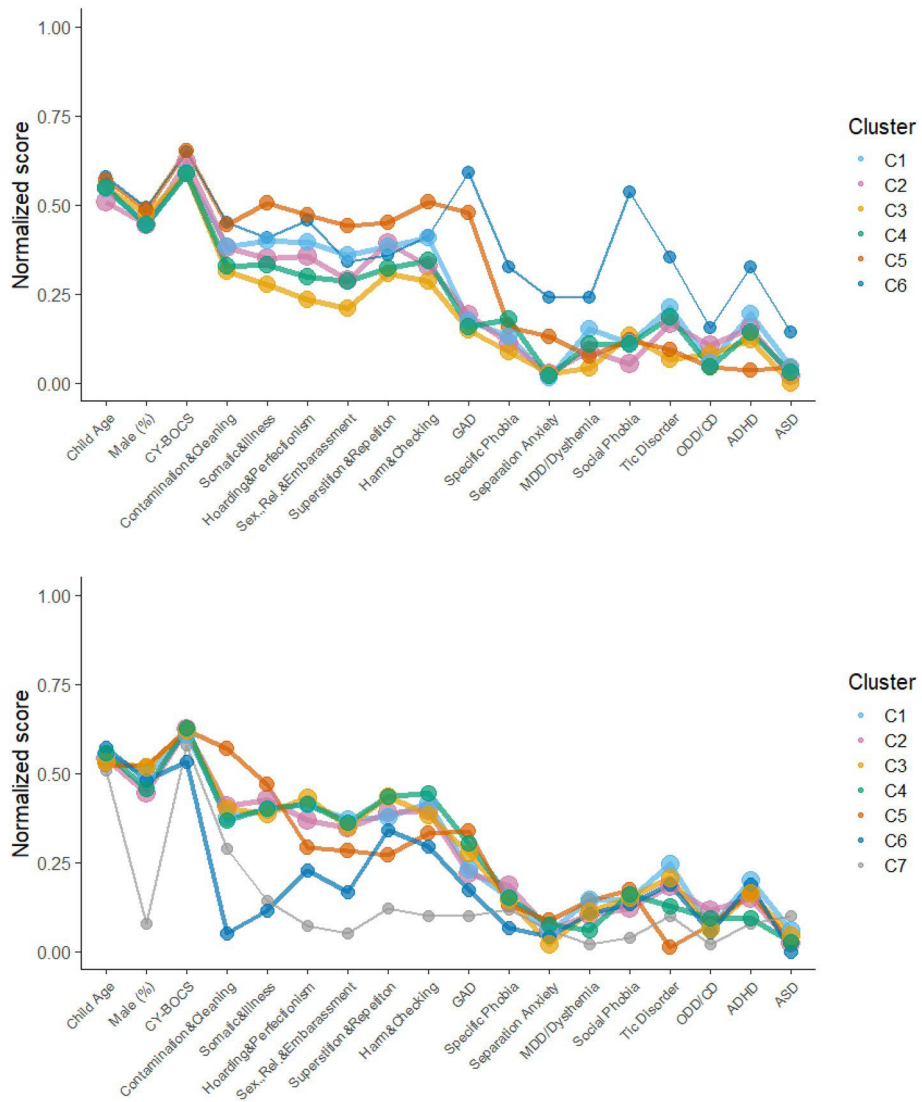 1.00
0.75
0.50
0.25
0.00
Normalized score
Child Age
Male (%)
CY-BOCS
Contamination&Cleaning
Somatic&Illness
Hoarding&Perfectionism
Sex.,Rel.&Embarassment
Superstition&Repetiton
Harm&Checking
GAD
Specific Phobia
Separation Anxiety
MDD/Dysthemia
Social Phobia
Tic Disorder
ODD/CD
ADHD
ASD
Cluster
C1
C2
C3
C4
C5
C6
1.00
0.75
0.50
0.25
0.00
Normalized score
Child Age
Male (%)
CY-BOCS
Contamination&Cleaning
Somatic&Illness
Hoarding&Perfectionism
Sex.,Rel.&Embarassment
Superstition&Repetiton
Harm&Checking
GAD
Specific Phobia
Separation Anxiety
MDD/Dysthemia
Social Phobia
Tic Disorder
ODD/CD
ADHD
ASD
Cluster
C1
C2
C3
C4
C5
C6
C7